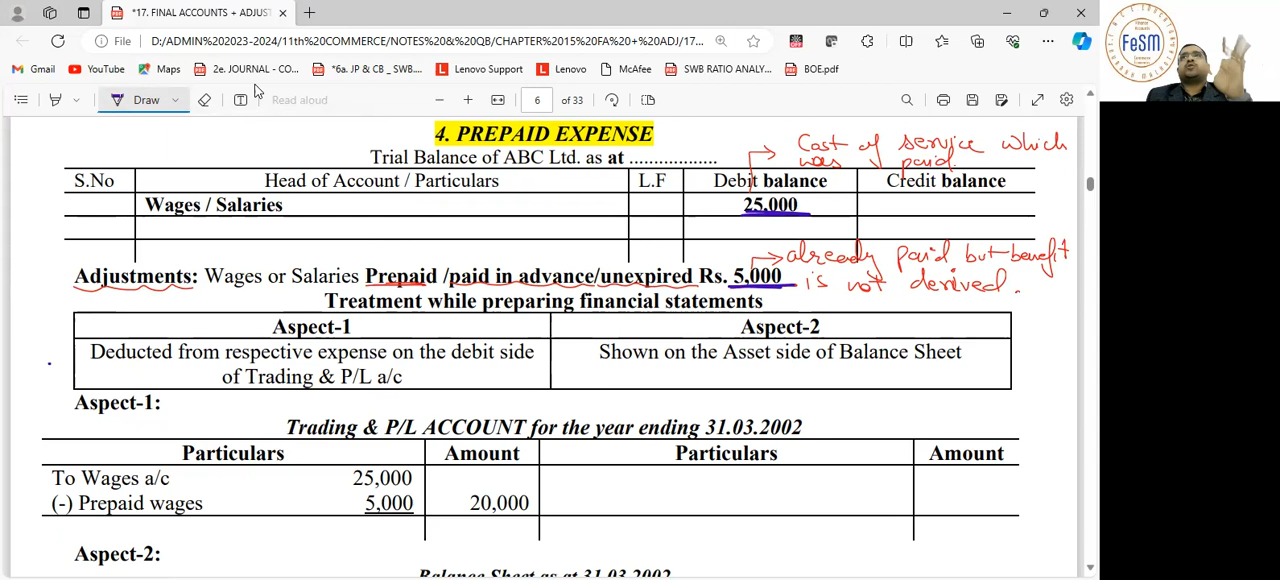 *17. FINAL ACCOUNTS + ADJUST
File
D:/ADMIN%202023-2024/11th%20COMMERCE/NOTES%20&%20QB/CHAPTER%2015%20FA%20+%20ADJ/17...
Gmail YouTube Maps 2e. JOURNAL - CO... *6a. JP & CB _ SWB.... Lenovo Support Lenovo McAfee SWB RATIO ANALY... BOE.pdf
Draw Read aloud 6 of 33
FeSM
4. PREPAID EXPENSE
Trial Balance of ABC Ltd. as at ..................
Cost of service which
was paid.
S.No Head of Account / Particulars L.F Debit balance Credit balance
Wages / Salaries 25,000
already paid but benefit
is not derived.
Adjustments: Wages or Salaries Prepaid /paid in advance/unexpired Rs. 5,000
Treatment while preparing financial statements
Aspect-1 Aspect-2
Deducted from respective expense on the debit side Shown on the Asset side of Balance Sheet
of Trading & P/L a/c
Aspect-1:
Trading & P/L ACCOUNT for the year ending 31.03.2002
Particulars Amount Particulars Amount
To Wages a/c 25,000
(-) Prepaid wages 5,000 20,000
Aspect-2:
Balance Sheet as at 31.03.2002